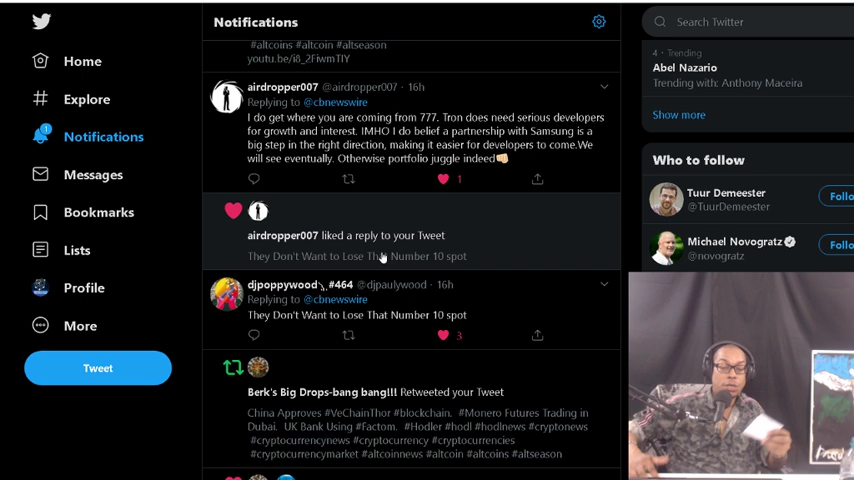 Home
Explore
1
Notifications
Messages
Bookmarks
Lists
Profile
More
Tweet
Notifications
#altcoins #altcoin #altseason
youtu.be/i8_2FiwmTIY
airdropper007 @airdropper007 · 16h
Replying to @cbnewswire
I do get where you are coming from 777. Tron does need serious developers
for growth and interest. IMHO I do belief a partnership with Samsung is a
big step in the right direction, making it easier for developers to come.We
will see eventually. Otherwise portfolio juggle indeed
1
airdropper007 liked a reply to your Tweet
They Don't Want to Lose That Number 10 spot
djpoppywood #464 @djpaulywood · 16h
Replying to @cbnewswire
They Don't Want to Lose That Number 10 spot
3
Berk's Big Drops-bang bang!!! Retweeted your Tweet
China Approves #VeChainThor #blockchain. #Monero Futures Trading in
Dubai. UK Bank Using #Factom. #Hodler #hodl #hodlnews #cryptonews
#cryptocurrencynews #cryptocurrency #cryptocurrencies
#cryptocurrencymarket #altcoinnews #altcoin #altcoins #altseason
Search Twitter
4 · Trending
Abel Nazario
Trending with: Anthony Maceira
Show more
Who to follow
Tuur Demeester
@TuurDemeester
Follo
Michael Novogratz
@novogratz
Follo